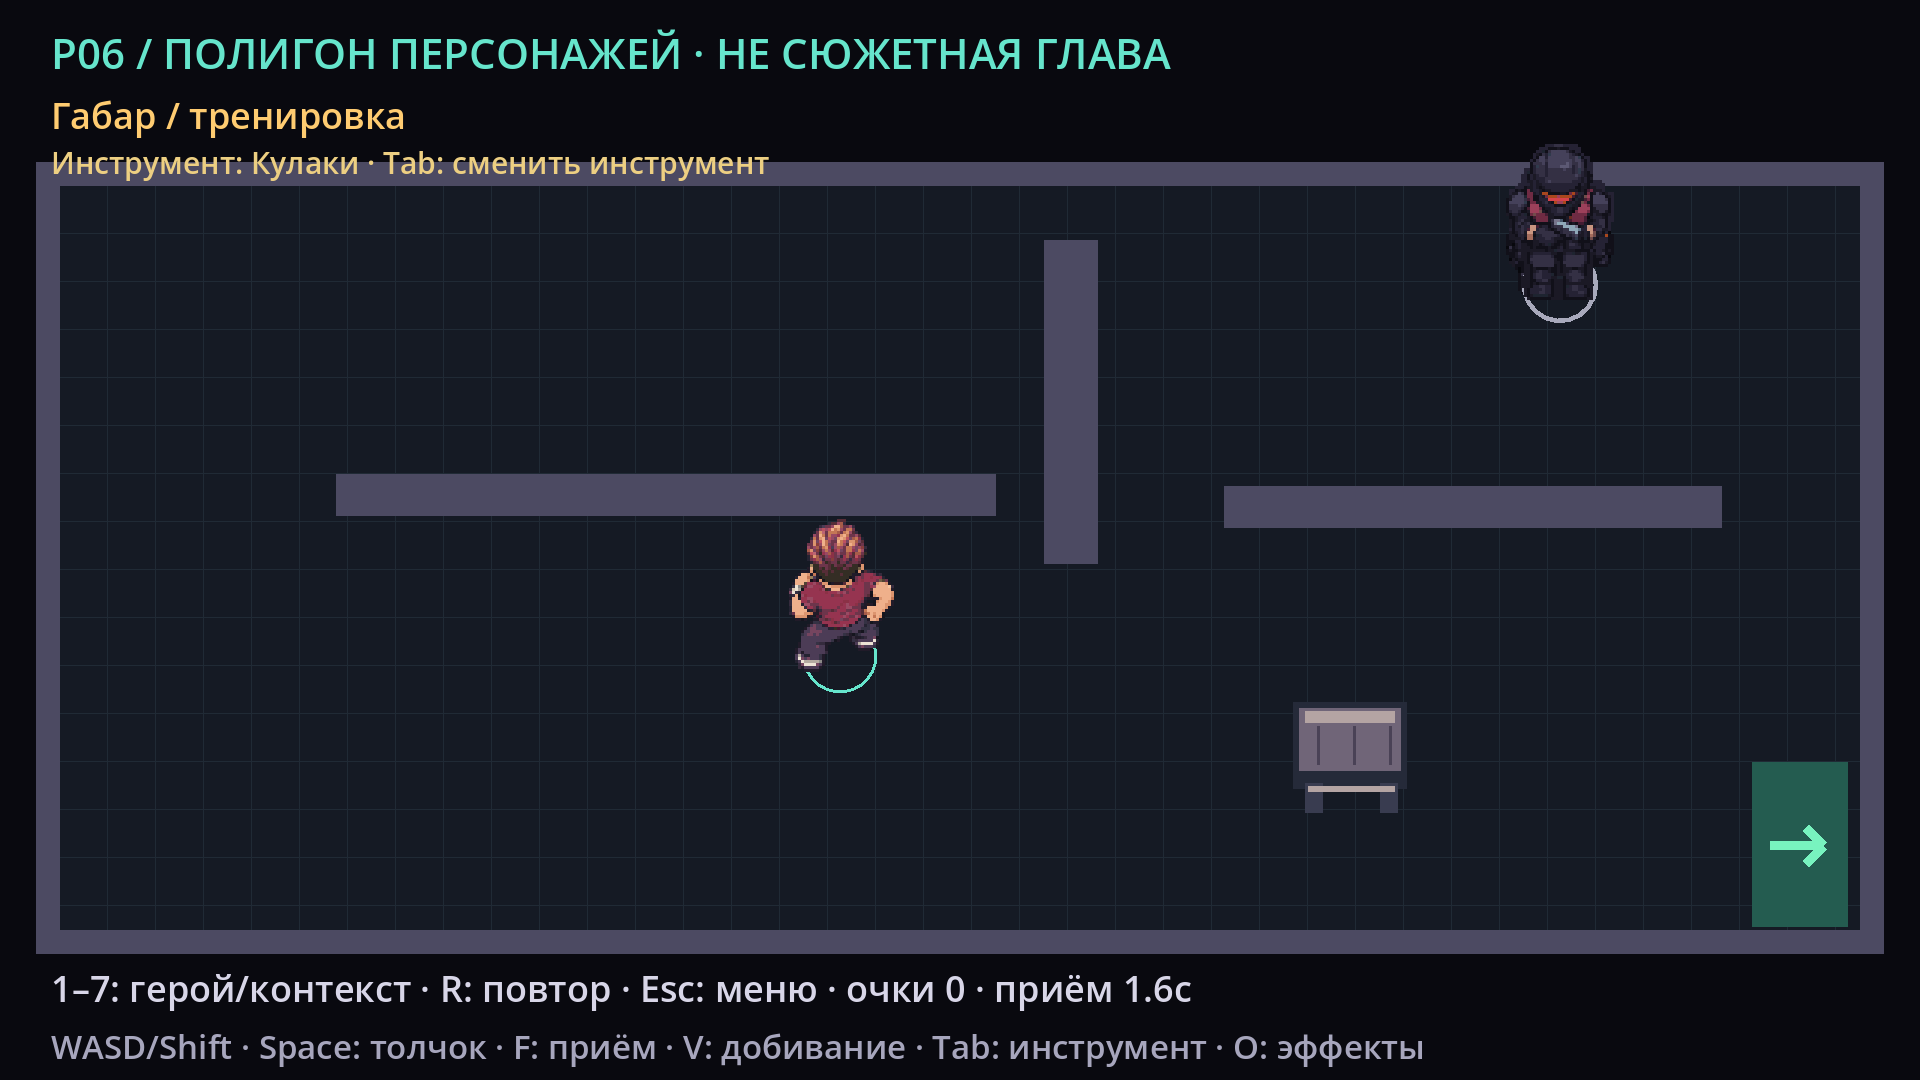 P06 / ПОЛИГОН ПЕРСОНАЖЕЙ · НЕ СЮЖЕТНАЯ ГЛАВА
Габар / тренировка
Инструмент: Кулаки · Tab: сменить инструмент
1–7: герой/контекст · R: повтор · Esc: меню · очки 0 · приём 1.6с
WASD/Shift · Space: толчок · F: приём · V: добивание · Tab: инструмент · O: эффекты